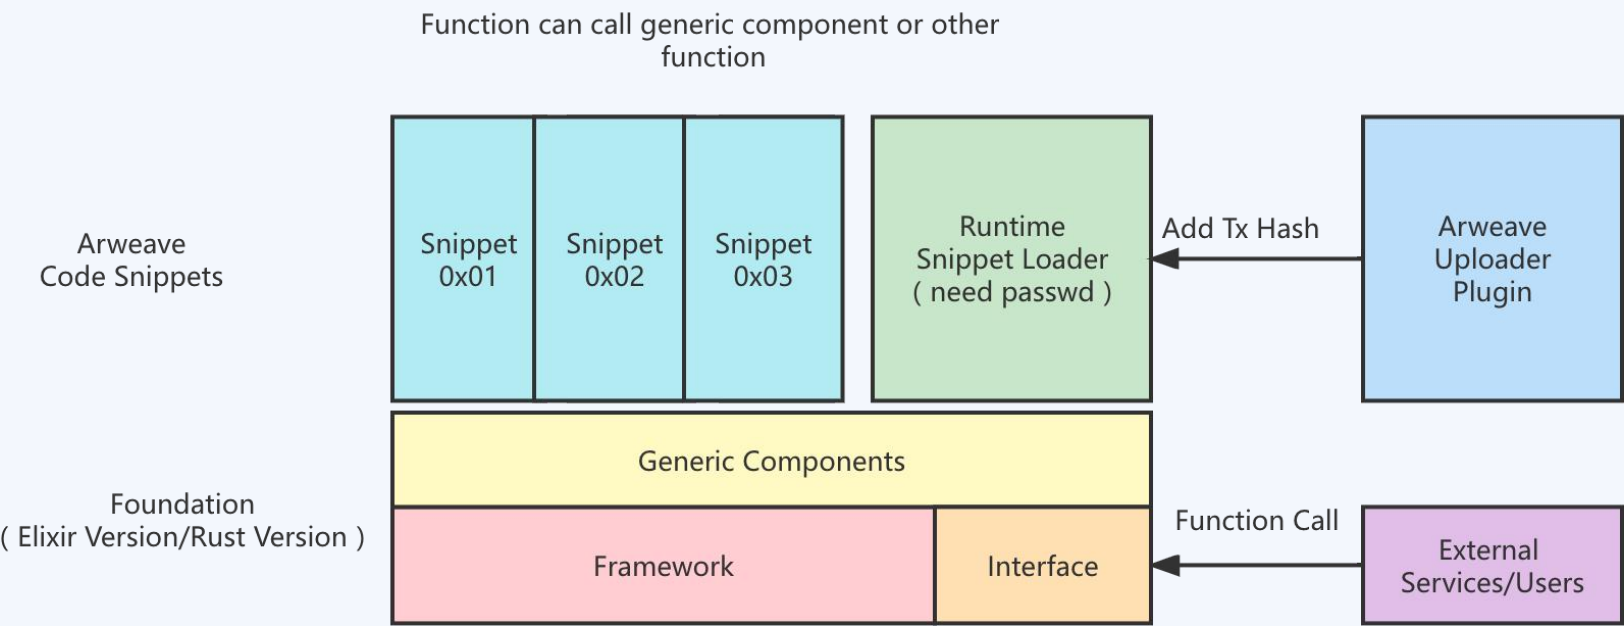 Function can call generic component or other
function
Arweave
Code Snippets
Snippet
0x01
Snippet
0x02
Snippet
0x03
Runtime
Snippet Loader
( need passwd )
Add Tx Hash
Arweave
Uploader
Plugin
Generic Components
Foundation
( Elixir Version/Rust Version )
Framework
Interface
Function Call
External
Services/Users